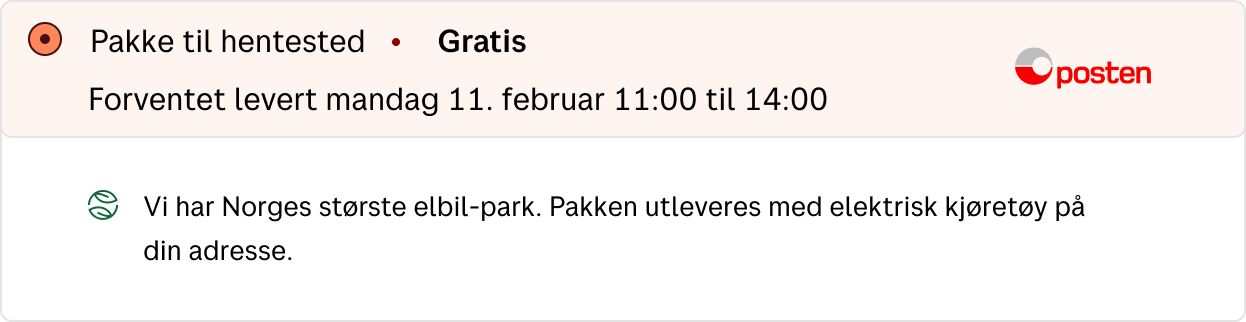 Pakke til hentested • Gratis
Forventet levert mandag 11. februar 11:00 til 14:00
posten
Vi har Norges største elbil-park. Pakken utleveres med elektrisk kjøretøy på
din adresse.